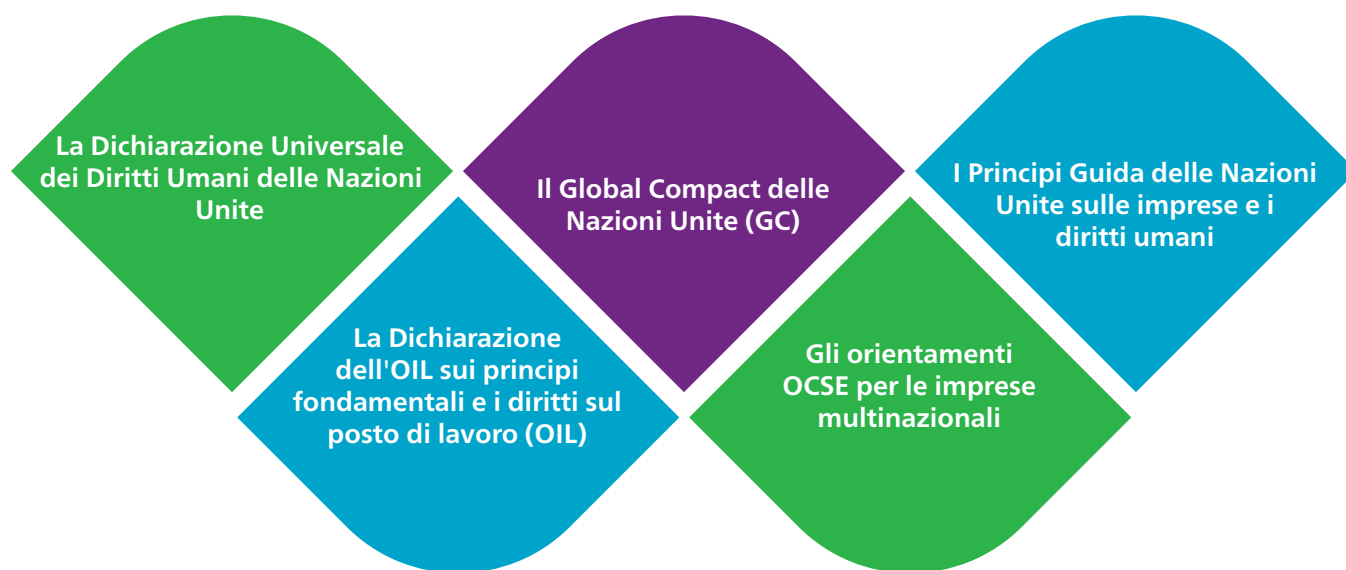 La Dichiarazione Universale
dei Diritti Umani delle Nazioni
Unite
La Dichiarazione
dell'OIL sui principi
fondamentali e i diritti sul
posto di lavoro (OIL)
Il Global Compact delle
Nazioni Unite (GC)
Gli orientamenti
OCSE per le imprese
multinazionali
I Principi Guida delle Nazioni
Unite sulle imprese e i
diritti umani